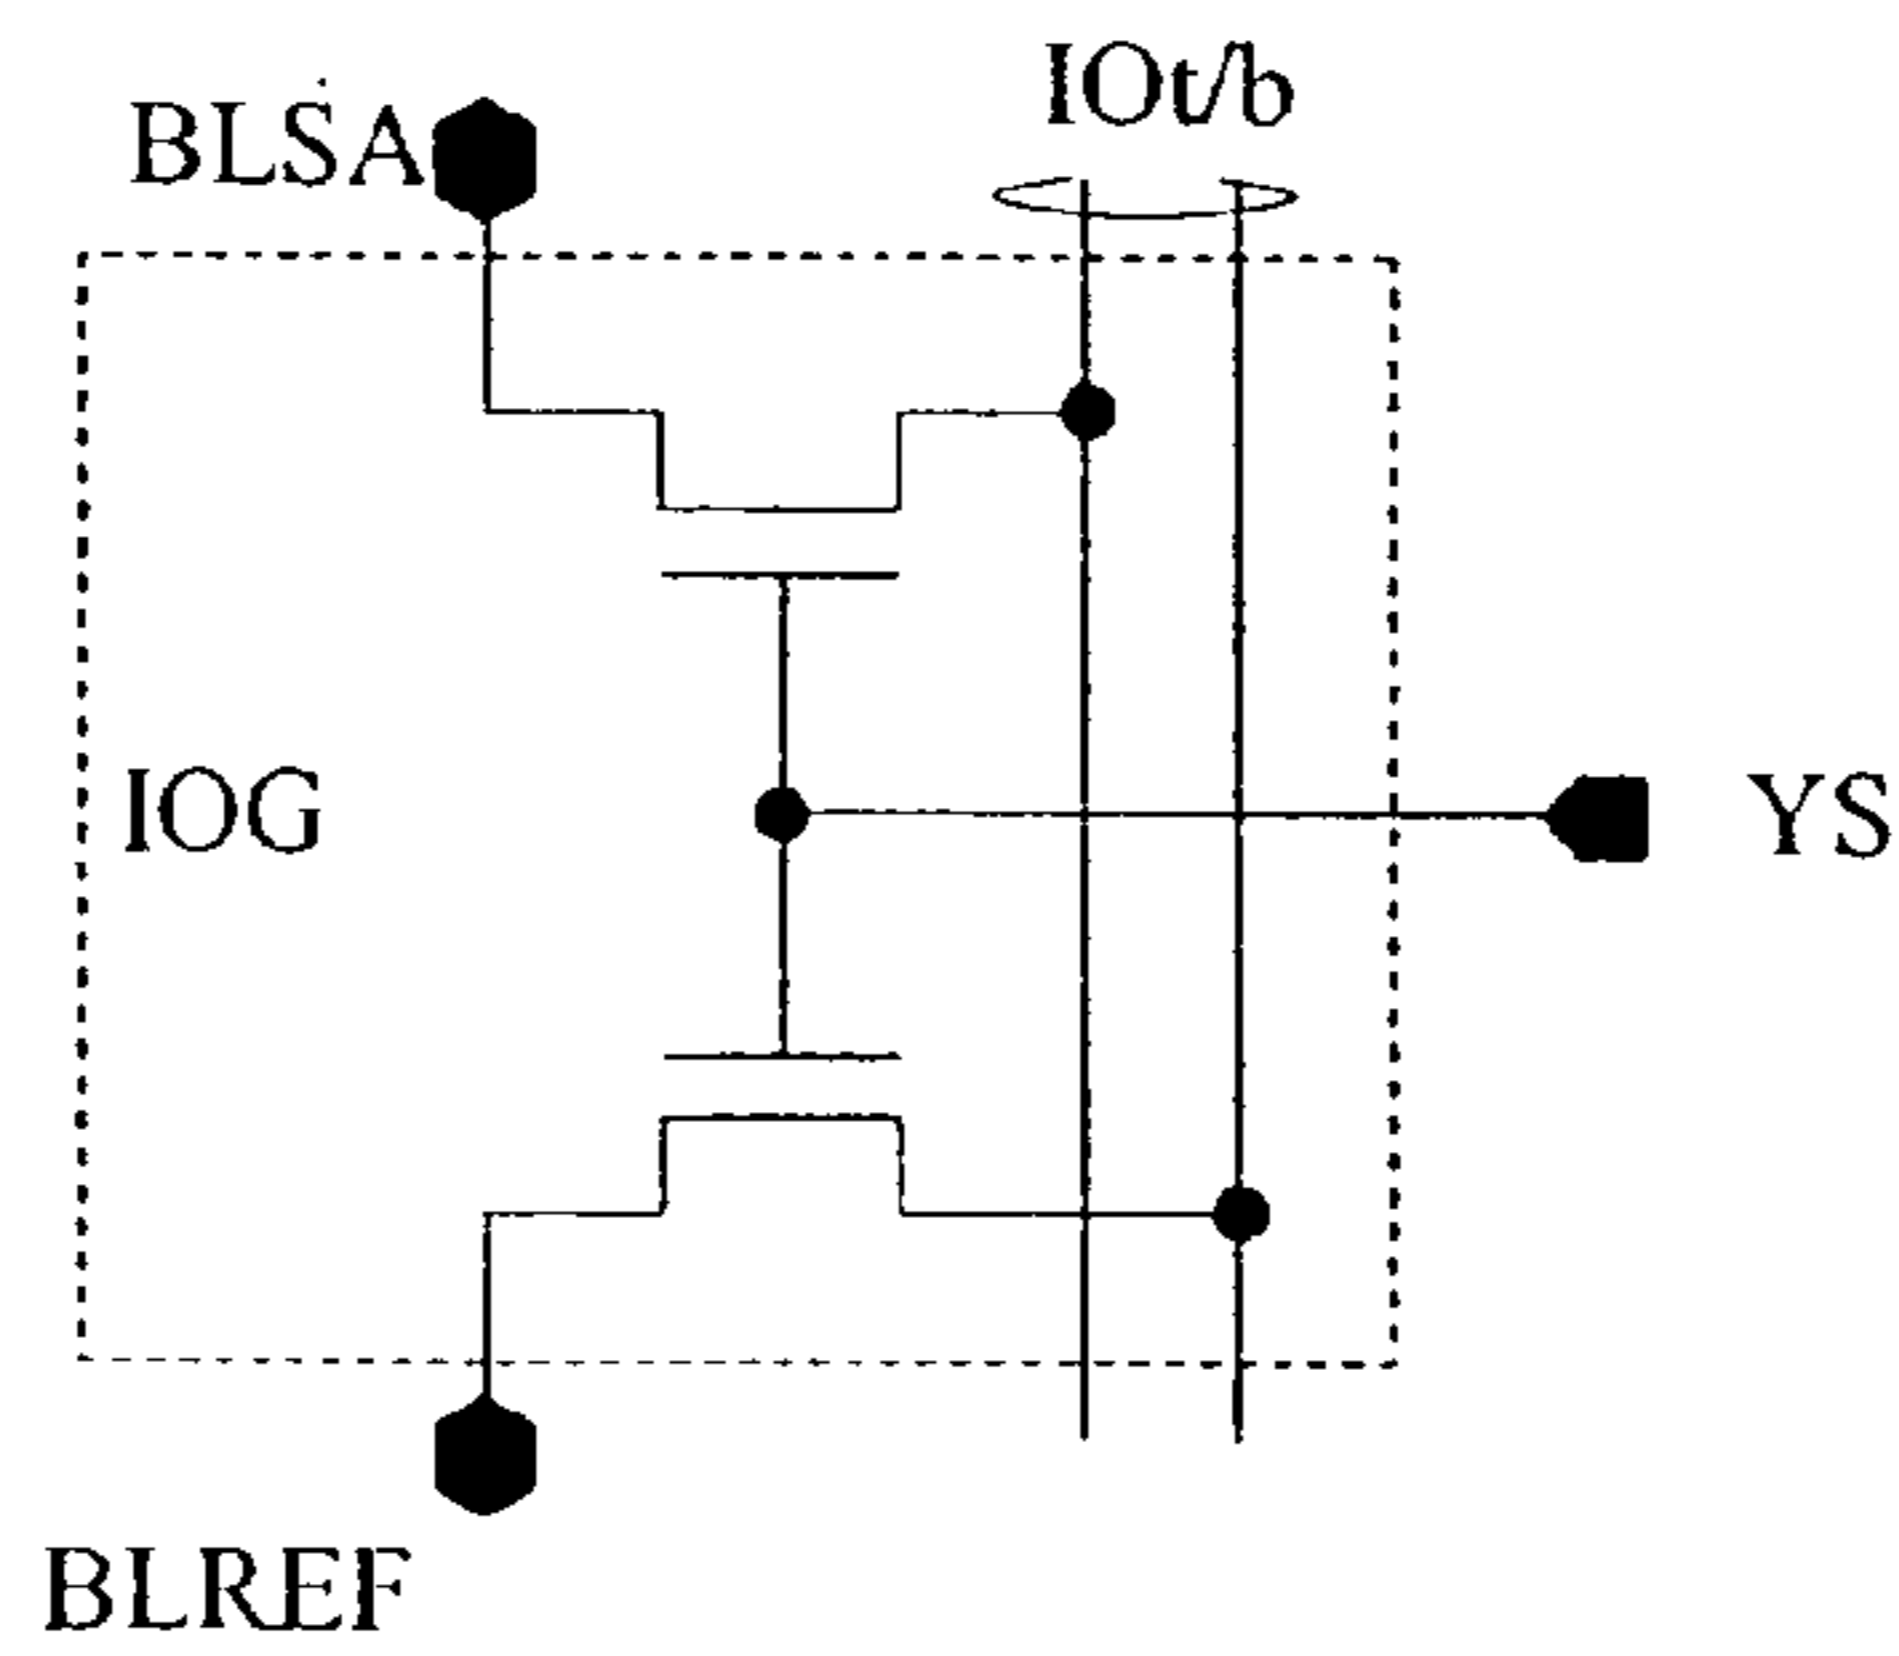 IOt/b
BLSA
IOG
YS
BLREF